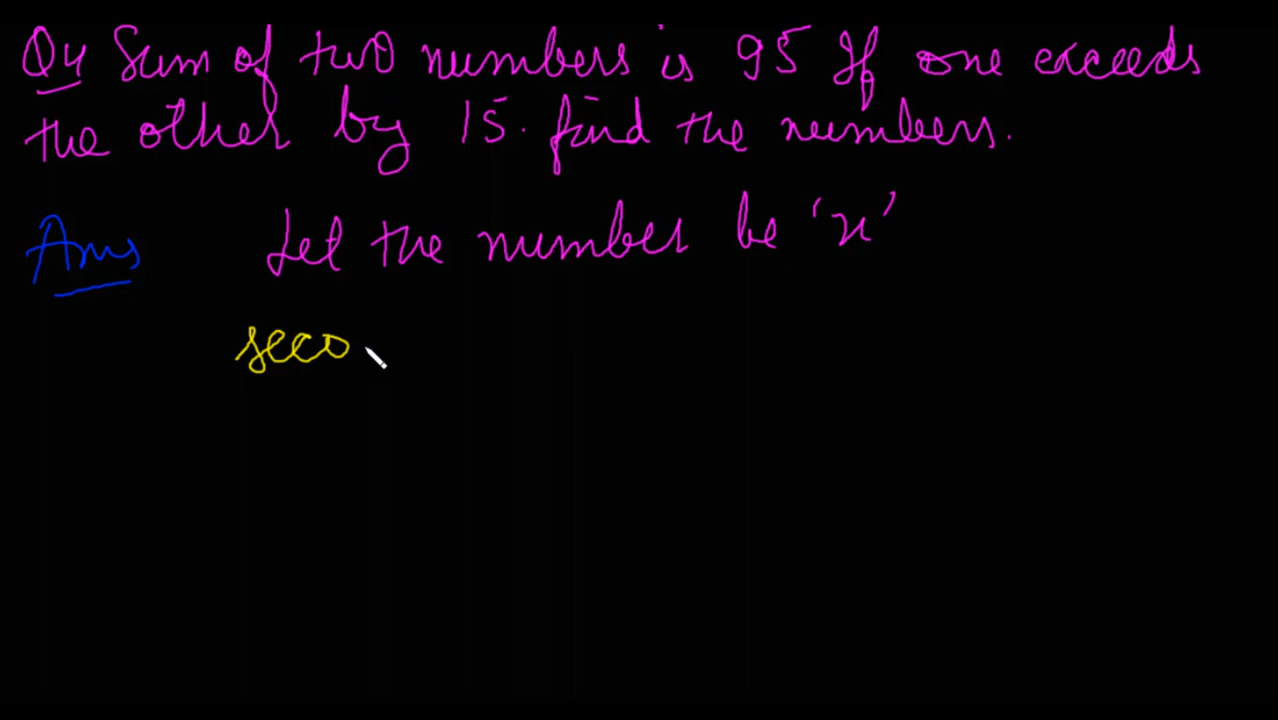 Q4 Sum of two numbers is 95 If one exceeds
the other by 15. find the numbers.
Ans Let the number be 'x'
seco